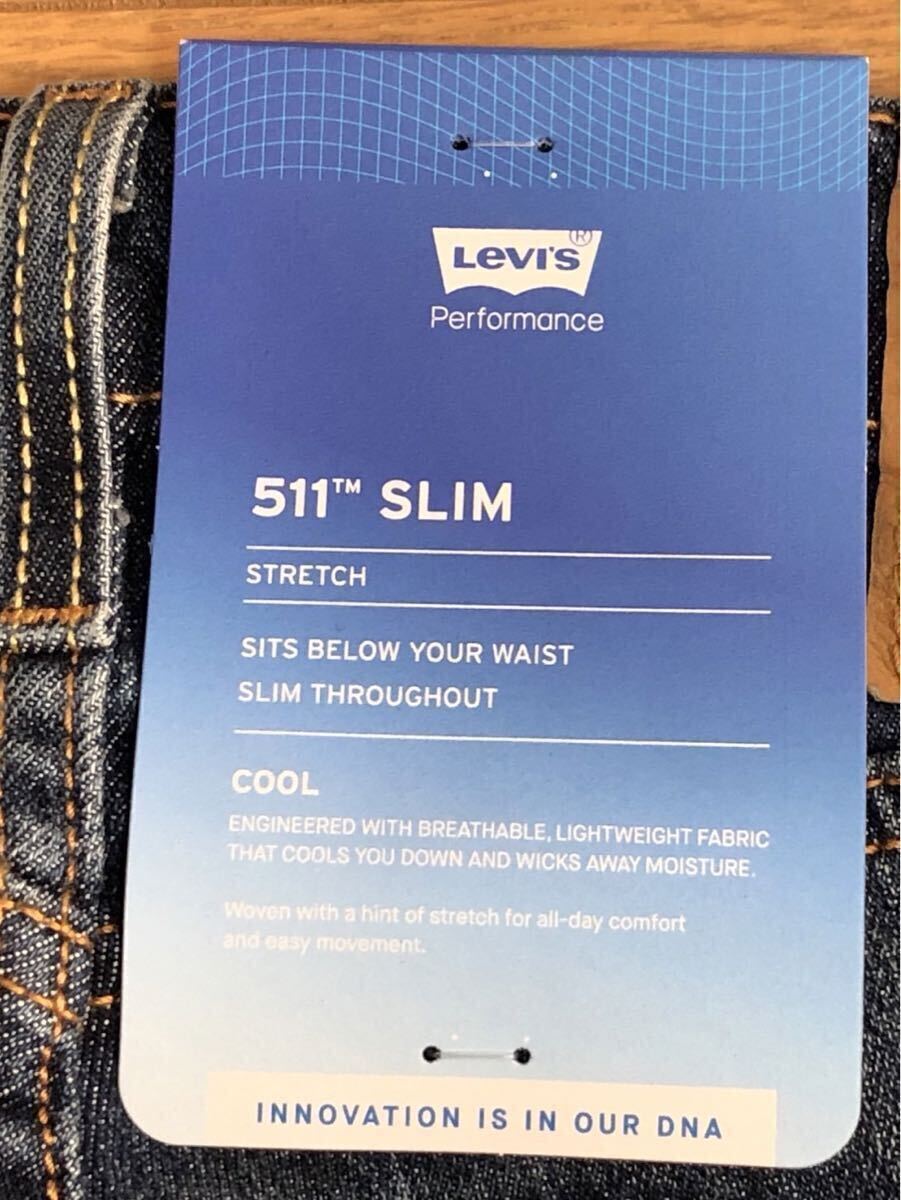 LEVI'S®
Performance
511™ SLIM
STRETCH
SITS BELOW YOUR WAIST
SLIM THROUGHOUT
COOL
ENGINEERED WITH BREATHABLE, LIGHTWEIGHT FABRIC
THAT COOLS YOU DOWN AND WICKS AWAY MOISTURE.
Woven with a hint of stretch for all-day comfort
and easy movement.
INNOVATION IS IN OUR DNA